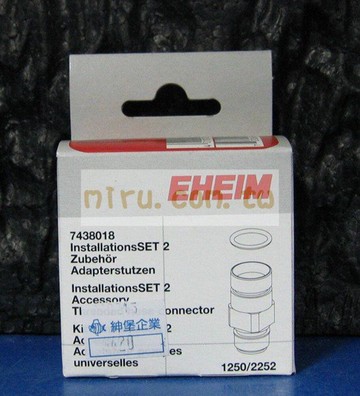 EHEIM
miru.com.tw
7438018
InstallationsSET 2
Zubehör
Adapterstutzen
InstallationsSET 2
Accessory
onnector
紳堡企業
universelles
1250/2252